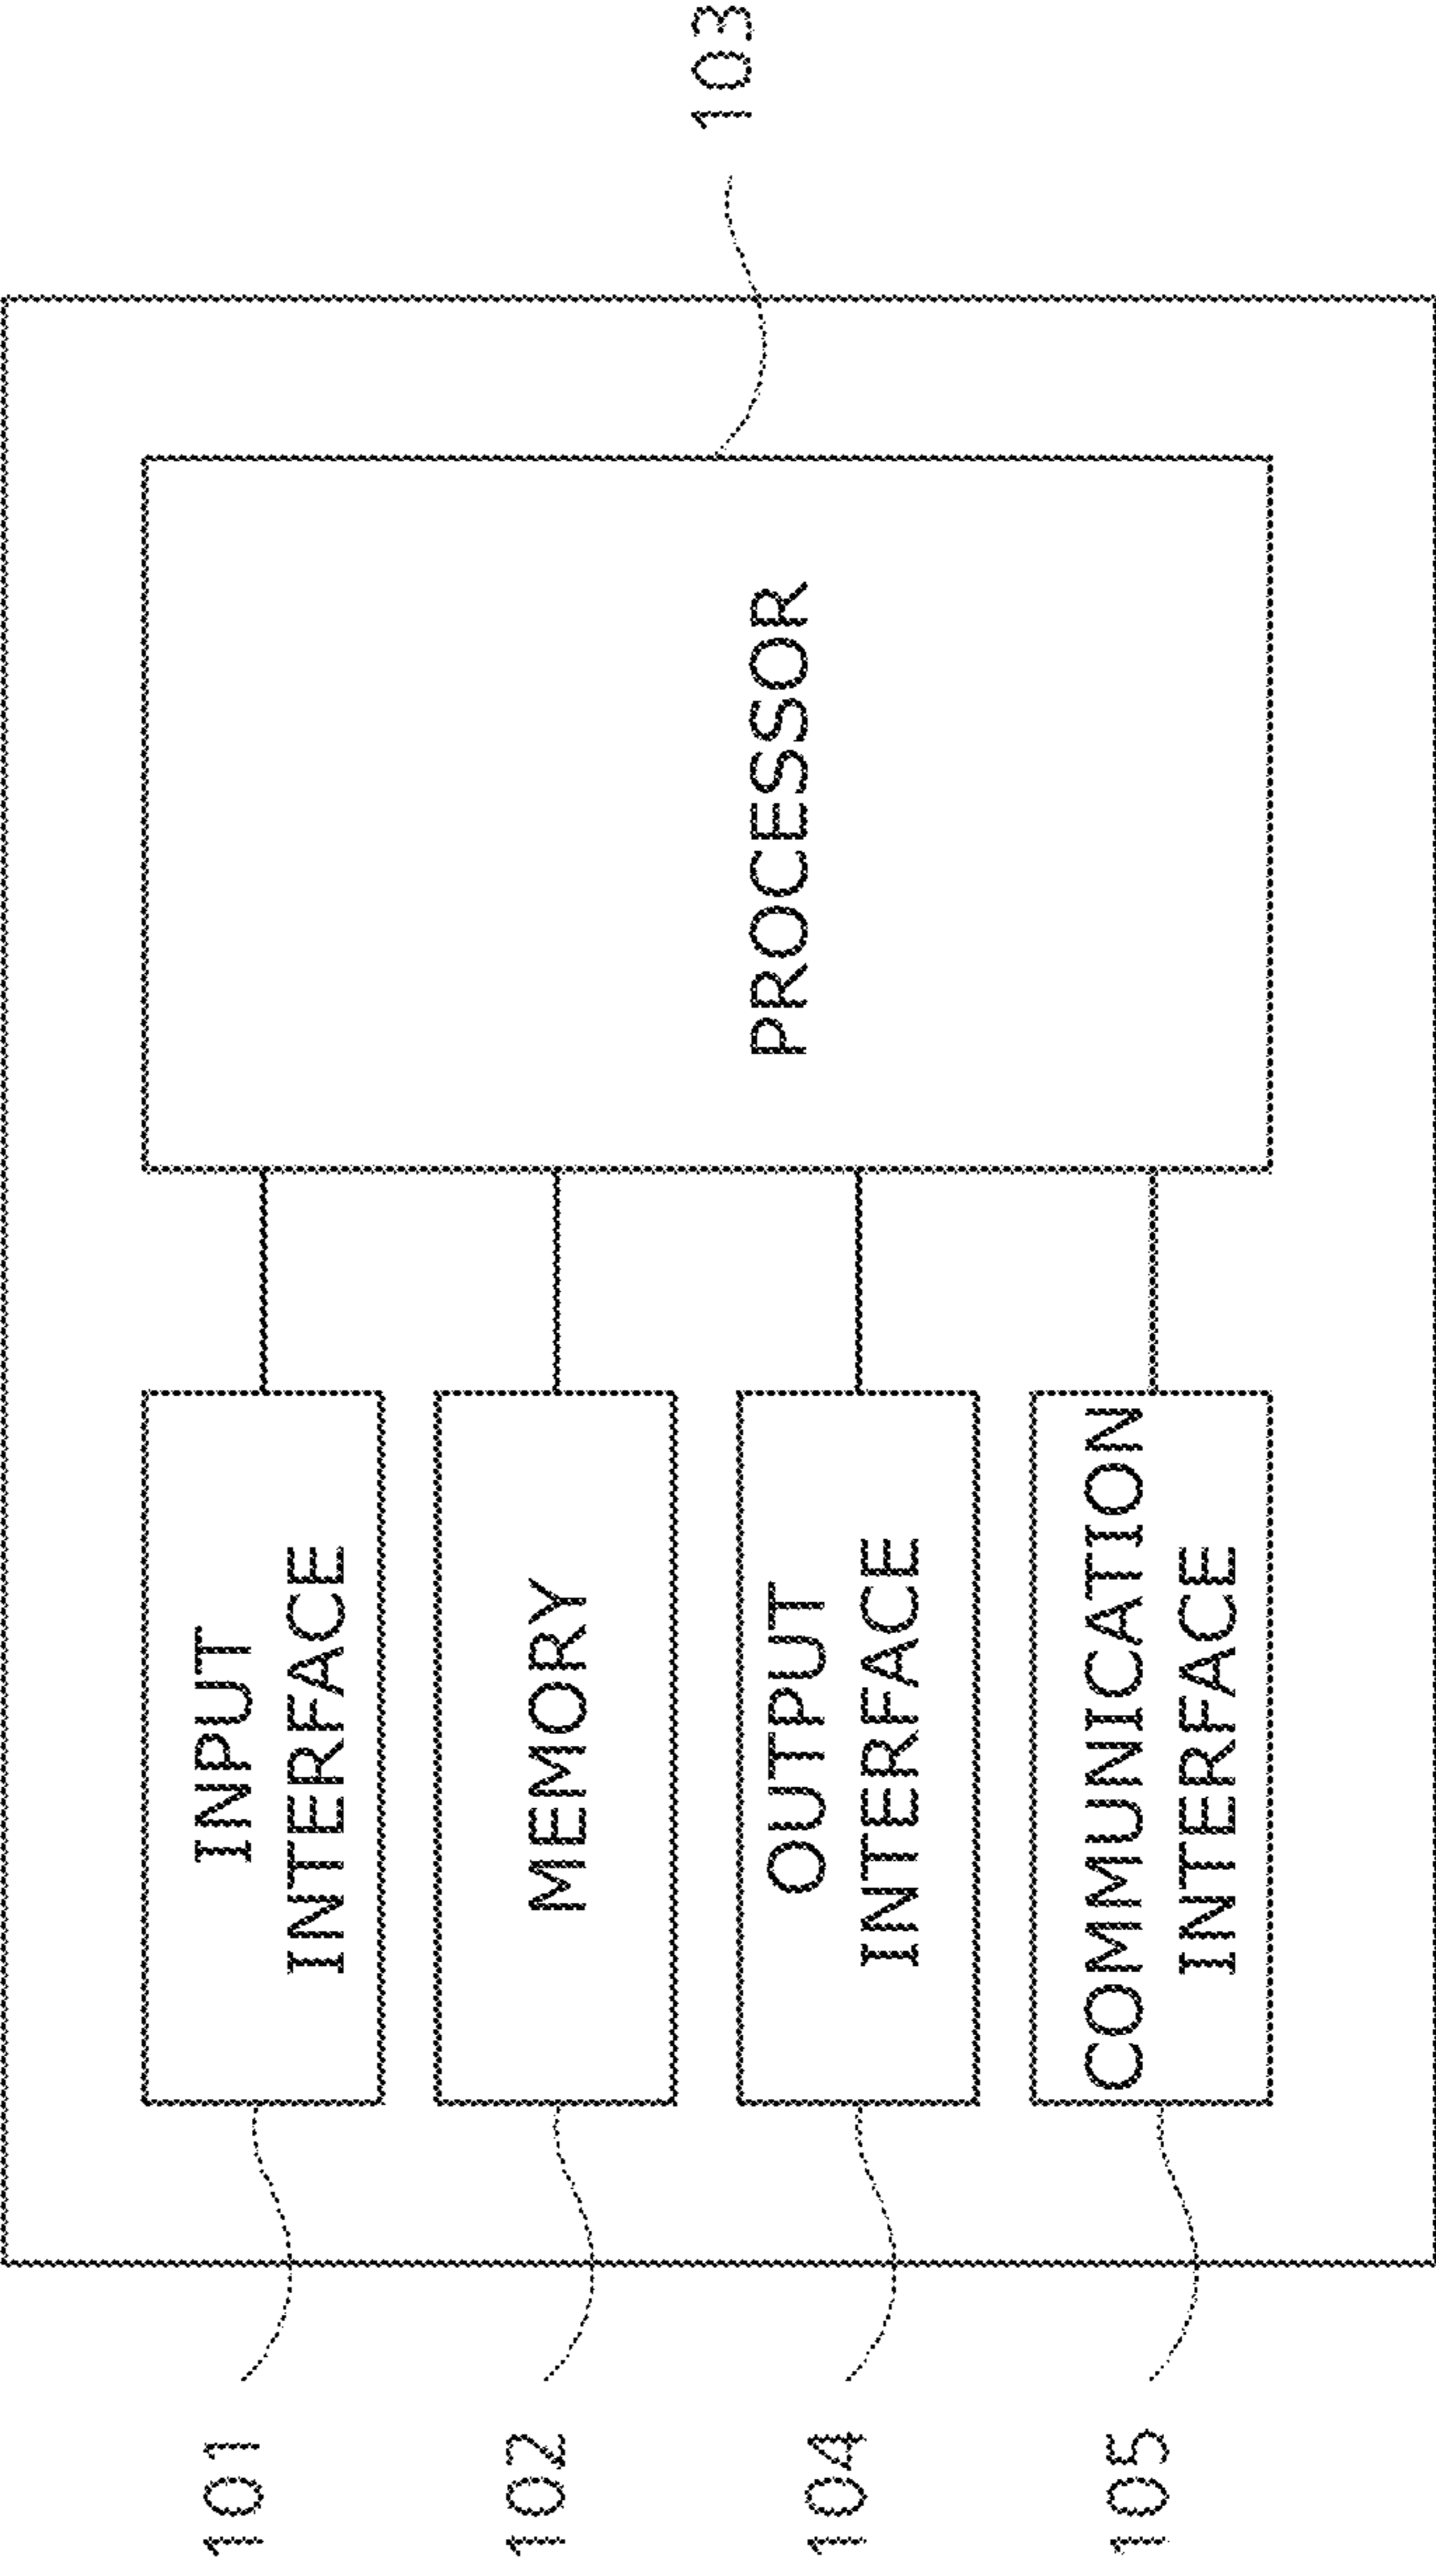 101
INPUT
INTERFACE
102
MEMORY
PROCESSOR
103
104
OUTPUT
INTERFACE
105
COMMUNICATION
INTERFACE